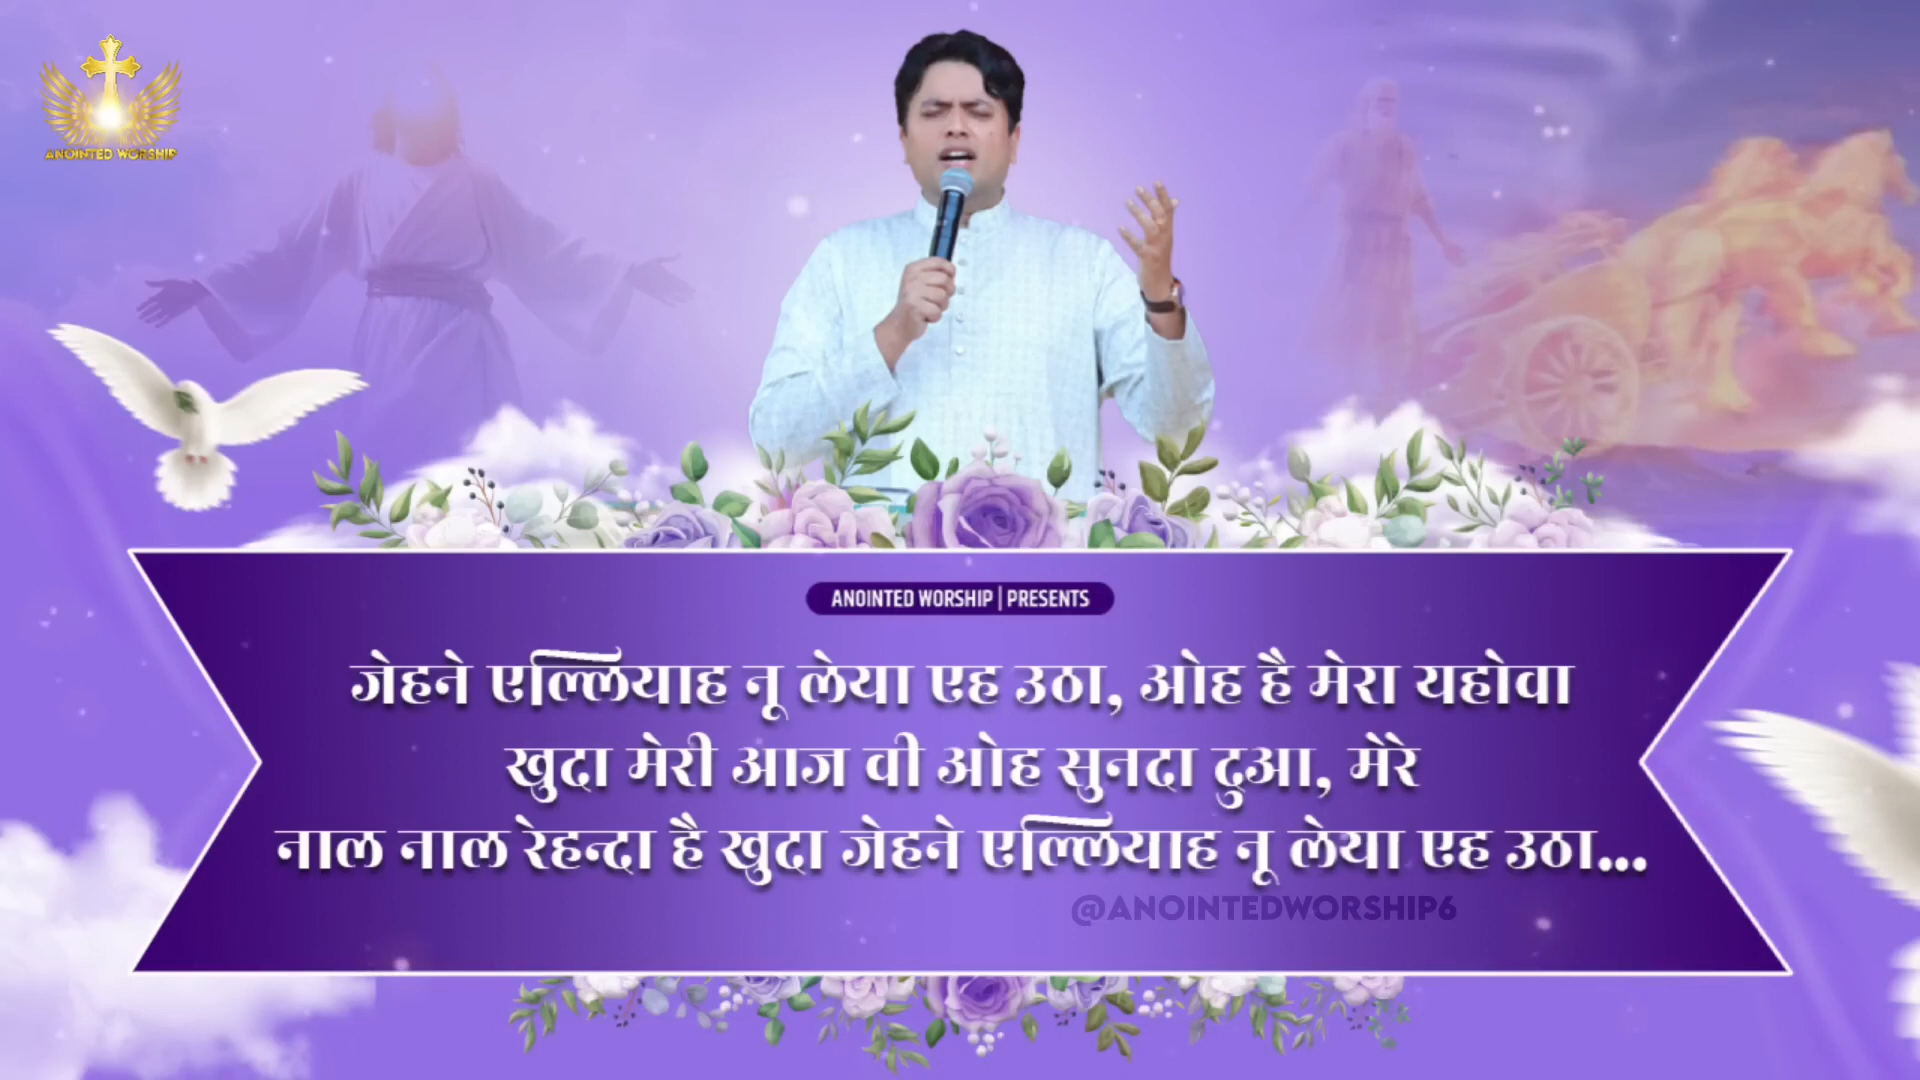 ANOINTED WORSHIP
ANOINTED WORSHIP | PRESENTS
जेहने एल्लियाह नू लेया एह उठा, ओह है मेरा यहोवा
खुदा मेरी आज वी ओह सुनदा दुआ, मेरे
नाल नाल रेहन्दा है खुदा जेहने एल्लियाह नू लेया एह उठा...
@ANOINTEDWORSHIP6